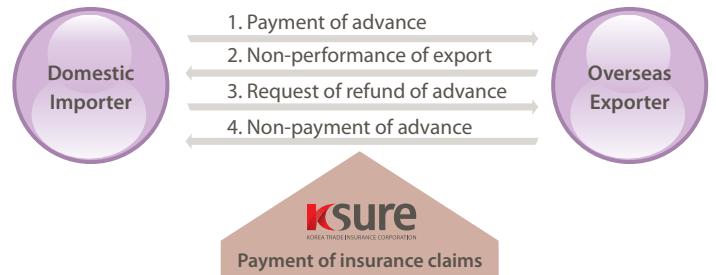 1. Payment of advance
2. Non-performance of export
3. Request of refund of advance
4. Non-payment of advance
Domestic
Importer
Overseas
Exporter
Ksure
KOREA TRADE INSURANCE CORPORATION
Payment of insurance claims